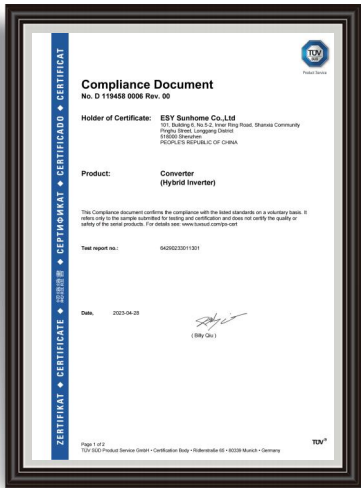 TÜV
SÜD
Product Service
Compliance Document
No. D 119458 0006 Rev. 00
Holder of Certificate: ESY Sunhome Co.,Ltd
101, Building 6, No.5-2, Inner Ring Road, Shanxia Community
Pinghu Street, Longgang District
518000 Shenzhen
PEOPLE'S REPUBLIC OF CHINA
Product: Converter
(Hybrid Inverter)
This Compliance document confirms the compliance with the listed standards on a voluntary basis. It
refers only to the sample submitted for testing and certification and does not certify the quality or
safety of the serial products. For details see: www.tuvsud.com/ps-cert
Test report no.: 64290233011301
Date, 2023-04-28
( Billy Qiu )
Page 1 of 2
TÜV SÜD Product Service GmbH • Certification Body • Ridlerstraße 65 • 80339 Munich • Germany
TÜV®
ZERTIFIKAT ◆ CERTIFICATE ◆ 認證證書 ◆ СЕРТИФИКАТ ◆ CERTIFICADO ◆ CERTIFICAT